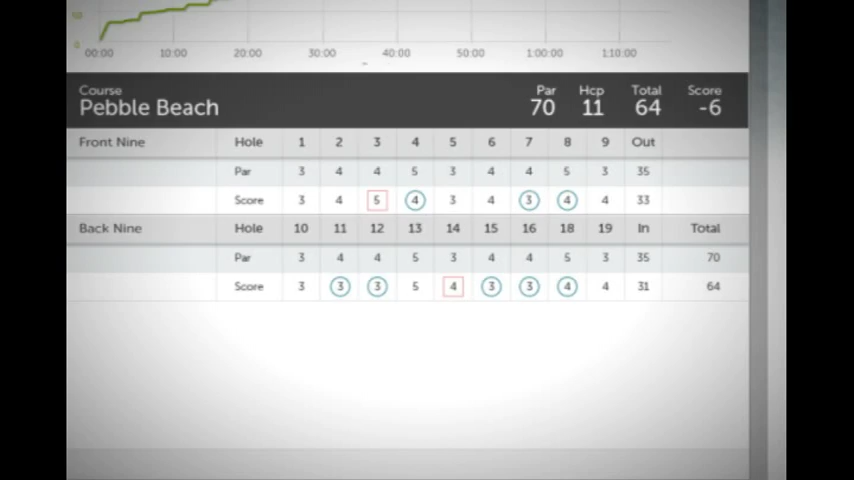 0
00:00 10:00 20:00 30:00 40:00 50:00 1:00:00 1:10:00
Course Par Hcp Total Score
Pebble Beach 70 11 64 -6
Front Nine Hole 1 2 3 4 5 6 7 8 9 Out
Par 3 4 4 5 3 4 4 5 3 35
Score 3 4 5 4 3 4 3 4 4 33
Back Nine Hole 10 11 12 13 14 15 16 18 19 In Total
Par 3 4 4 5 3 4 4 5 3 35 70
Score 3 3 3 5 4 3 3 4 4 31 64